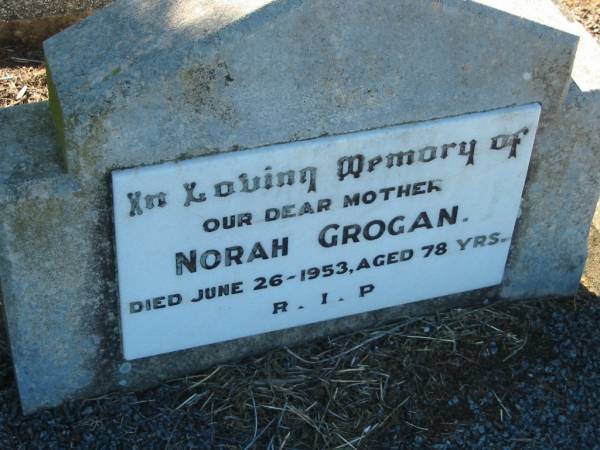 In Loving Memory of
OUR DEAR MOTHER
NORAH GROGAN.
DIED JUNE 26-1953, AGED 78 YRS.
R.I.P